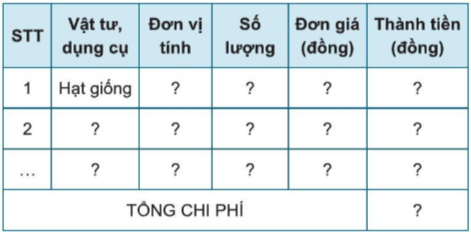 STT Vật tư, dụng cụ Đơn vị tính Số lượng Đơn giá (đồng) Thành tiền (đồng)
1 Hạt giống ? ? ? ?
2 ? ? ? ? ?
... ? ? ? ? ?
TỔNG CHI PHÍ ?